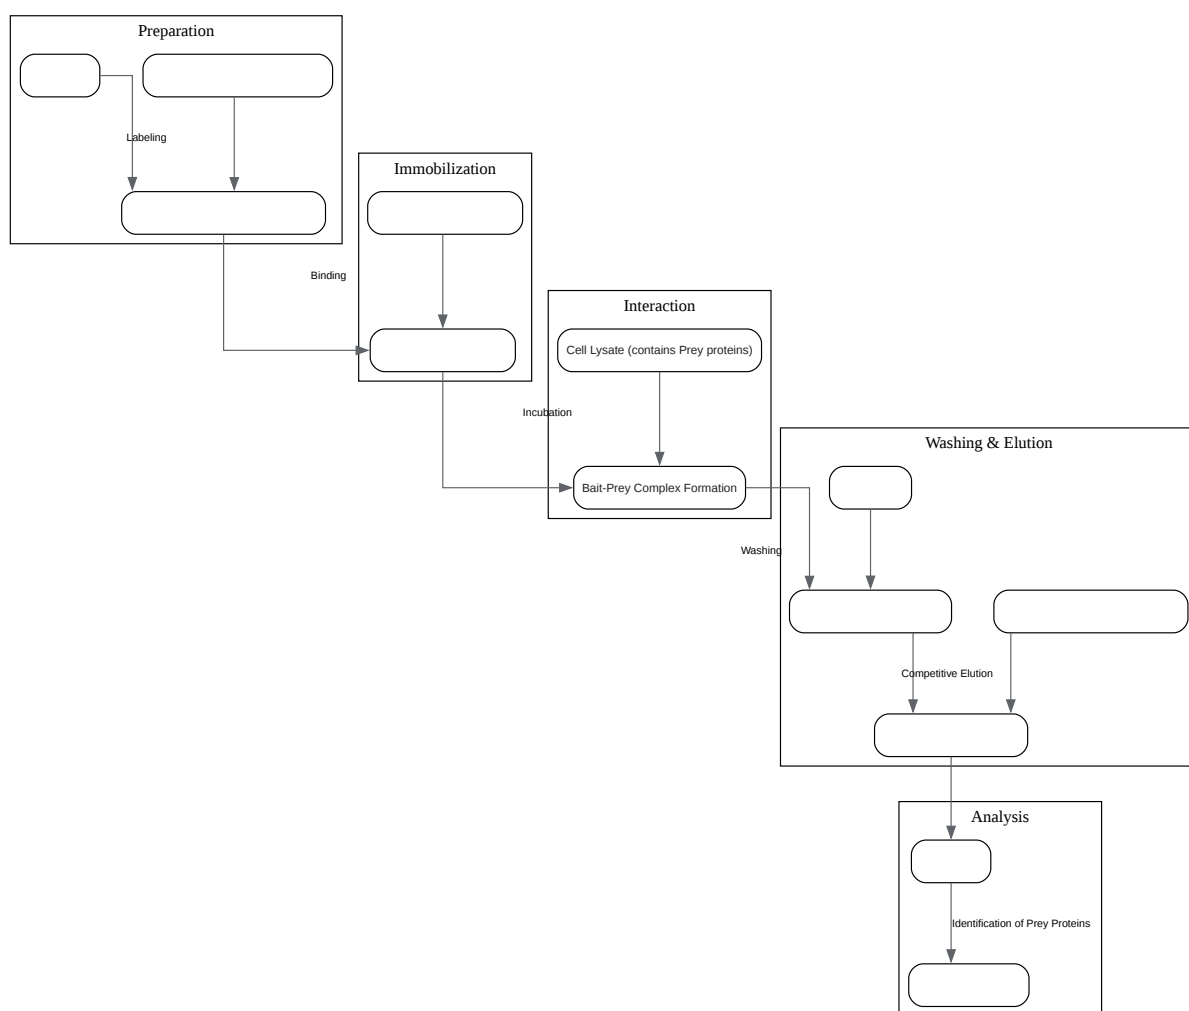 Preparation
Labeling
Immobilization
Binding
Interaction
Cell Lysate (contains Prey proteins)
Incubation
Bait-Prey Complex Formation
Washing & Elution
Washing
Competitive Elution
Analysis
Identification of Prey Proteins